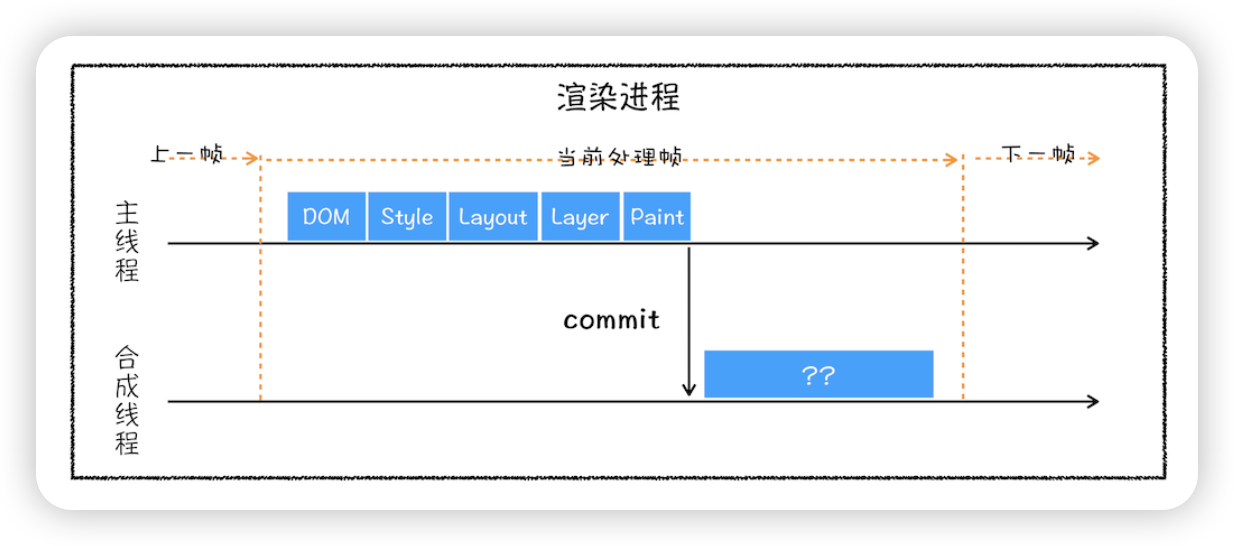 渲染进程
上一帧
当前处理帧
下一帧
主线程
DOM
Style
Layout
Layer
Paint
commit
合成线程
??